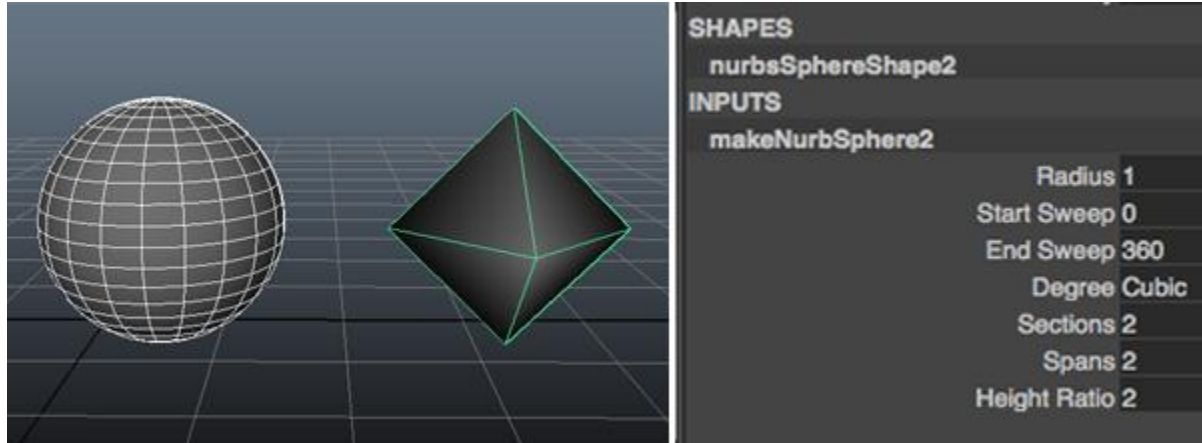 SHAPES
nurbsSphereShape2
INPUTS
makeNurbSphere2
Radius 1
Start Sweep 0
End Sweep 360
Degree Cubic
Sections 2
Spans 2
Height Ratio 2